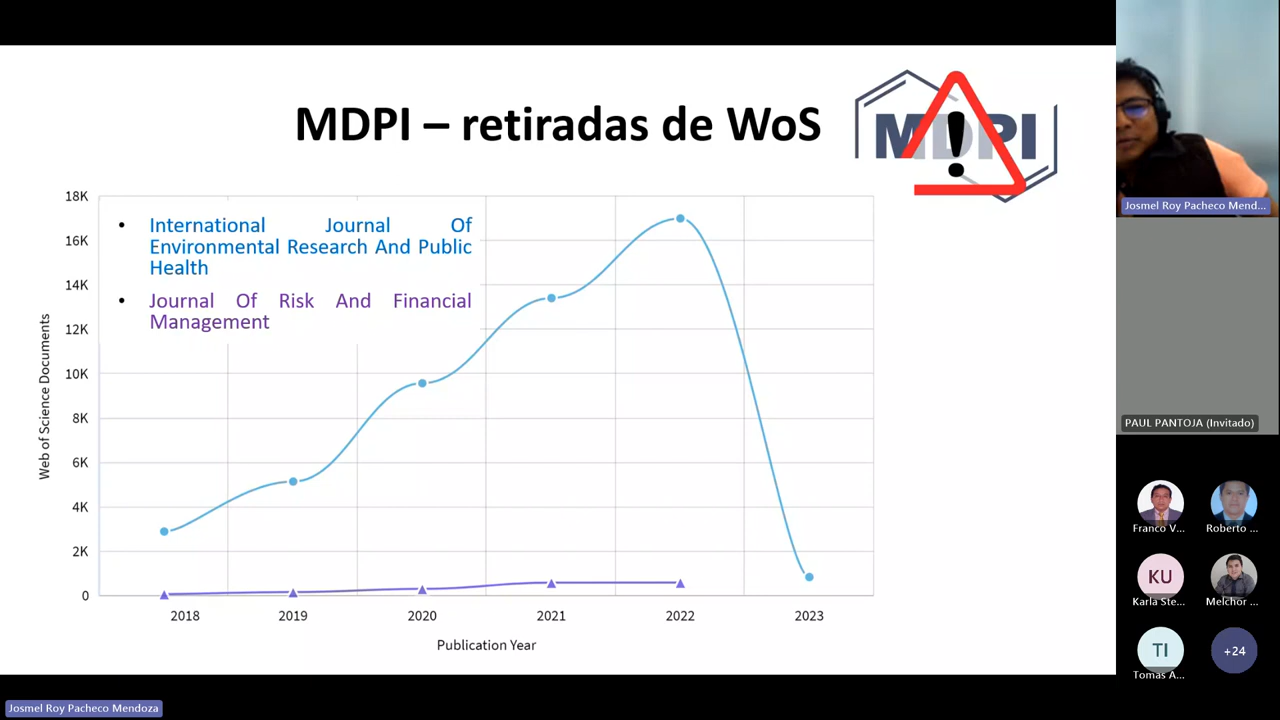 MDPI – retiradas de WoS
MDPI
!
18K
16K
14K
12K
10K
8K
6K
4K
2K
0
Web of Science Documents
• International Journal Of
Environmental Research And Public
Health
• Journal Of Risk And Financial
Management
2018 2019 2020 2021 2022 2023
Publication Year
Josmel Roy Pacheco Mend...
PAUL PANTOJA (Invitado)
Franco V... Roberto ...
KU
Karla Ste... Melchor ...
TI +24
Tomas A...
Josmel Roy Pacheco Mendoza